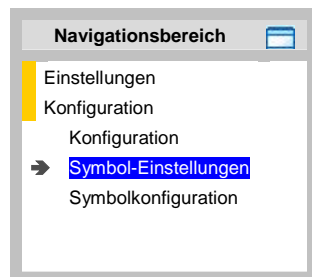 Navigationsbereich
Einstellungen
Konfiguration
Konfiguration
Symbol-Einstellungen
Symbolkonfiguration